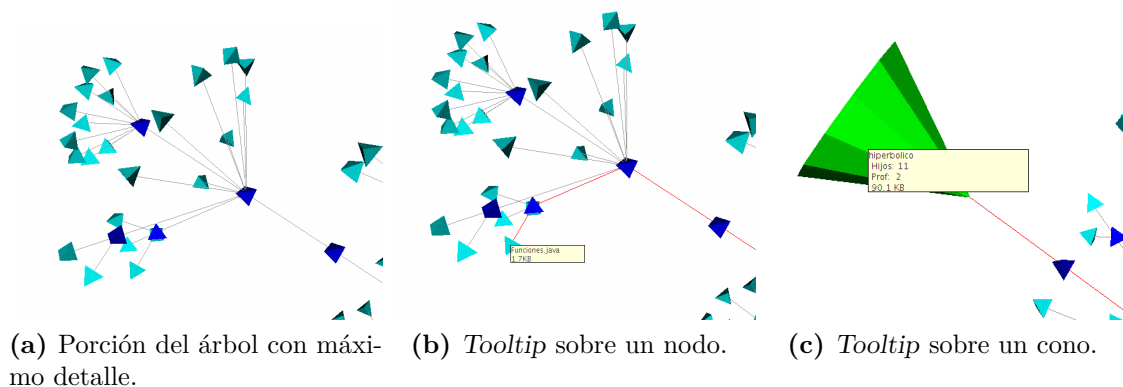 Funciones.java
1.7KB
hiperbolico
Hijos: 11
Prof: 2
90.1 KB
(a) Porción del árbol con máxi-
mo detalle.
(b) Tooltip sobre un nodo.
(c) Tooltip sobre un cono.